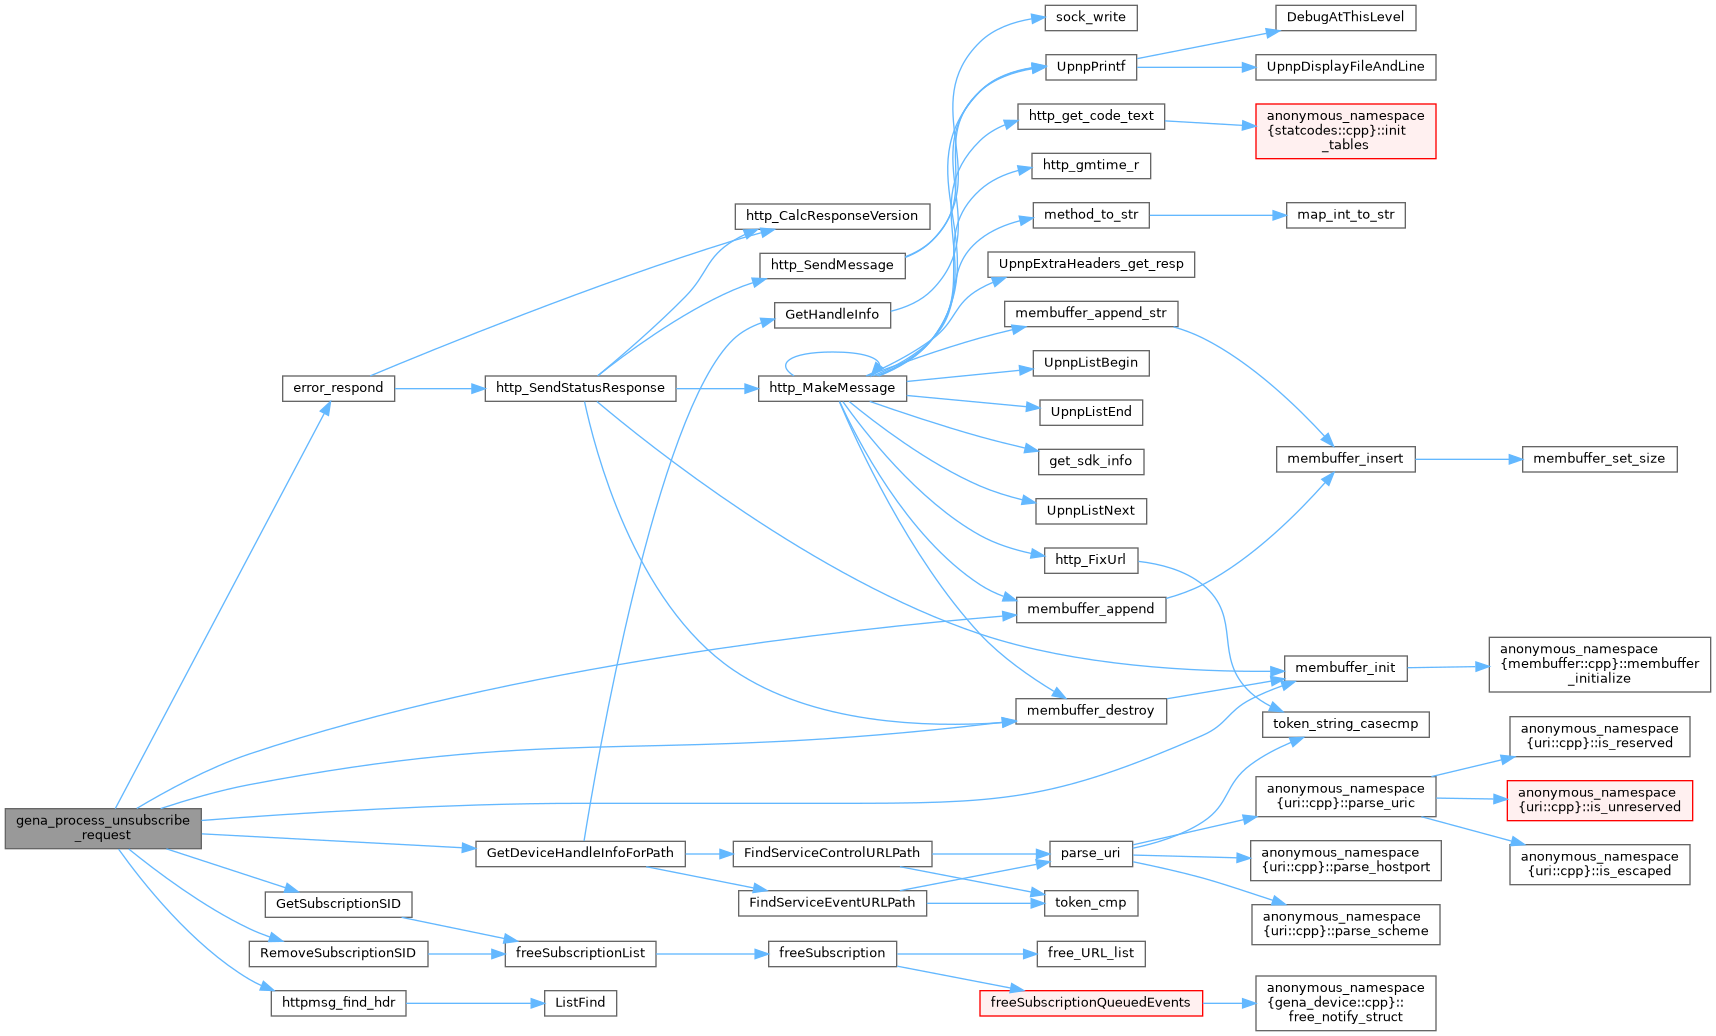 gena_process_unsubscribe
_request
error_respond
GetSubscriptionSID
RemoveSubscriptionSID
httpmsg_find_hdr
http_SendStatusResponse
GetDeviceHandleInfoForPath
freeSubscriptionList
ListFind
http_CalcResponseVersion
http_SendMessage
GetHandleInfo
http_MakeMessage
FindServiceControlURLPath
FindServiceEventURLPath
freeSubscription
sock_write
UpnpPrintf
http_get_code_text
http_gmtime_r
method_to_str
UpnpExtraHeaders_get_resp
membuffer_append_str
UpnpListBegin
UpnpListEnd
get_sdk_info
UpnpListNext
http_FixUrl
membuffer_append
membuffer_destroy
parse_uri
token_cmp
free_URL_list
freeSubscriptionQueuedEvents
DebugAtThisLevel
UpnpDisplayFileAndLine
anonymous_namespace
{statcodes::cpp}::init
_tables
map_int_to_str
membuffer_insert
membuffer_init
token_string_casecmp
anonymous_namespace
{uri::cpp}::parse_uric
anonymous_namespace
{uri::cpp}::parse_hostport
anonymous_namespace
{uri::cpp}::parse_scheme
anonymous_namespace
{gena_device::cpp}::
free_notify_struct
membuffer_set_size
anonymous_namespace
{membuffer::cpp}::membuffer
_initialize
anonymous_namespace
{uri::cpp}::is_reserved
anonymous_namespace
{uri::cpp}::is_unreserved
anonymous_namespace
{uri::cpp}::is_escaped